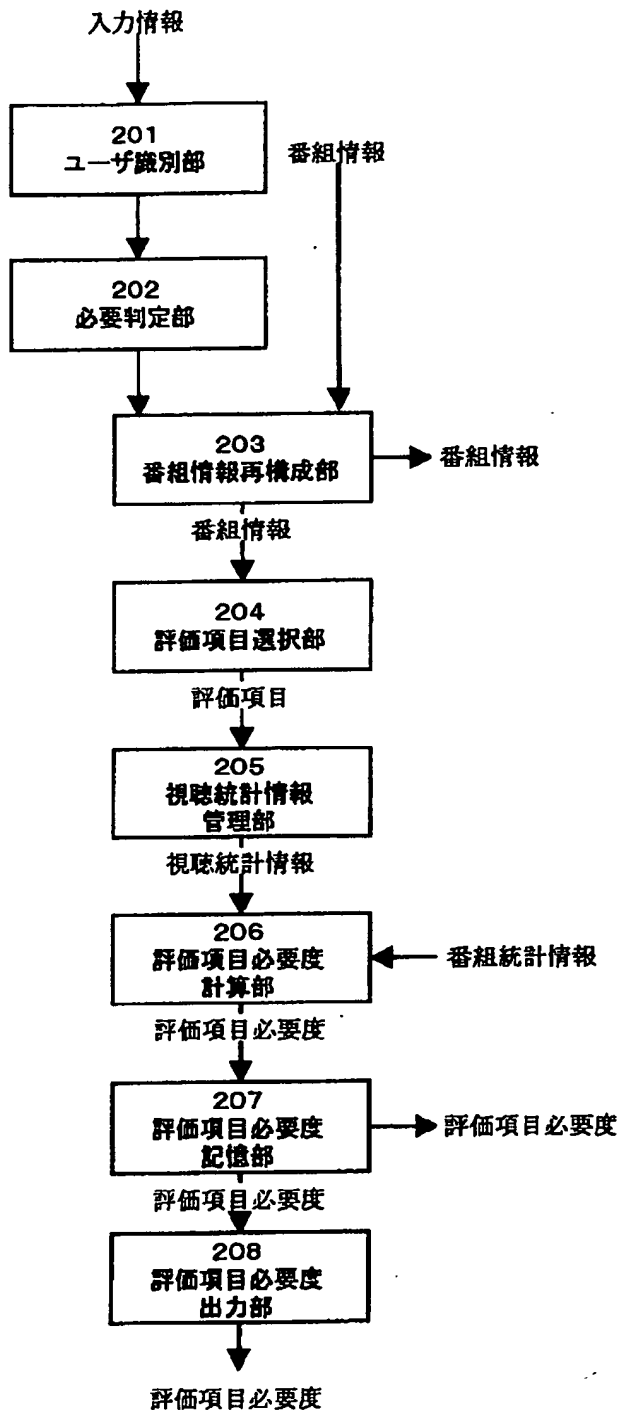 入力情報
201
ユーザ識別部
番組情報
202
必要判定部
203
番組情報再構成部
番組情報
番組情報
204
評価項目選択部
評価項目
205
視聴統計情報
管理部
視聴統計情報
206
評価項目必要度
計算部
番組統計情報
評価項目必要度
207
評価項目必要度
記憶部
評価項目必要度
評価項目必要度
208
評価項目必要度
出力部
評価項目必要度